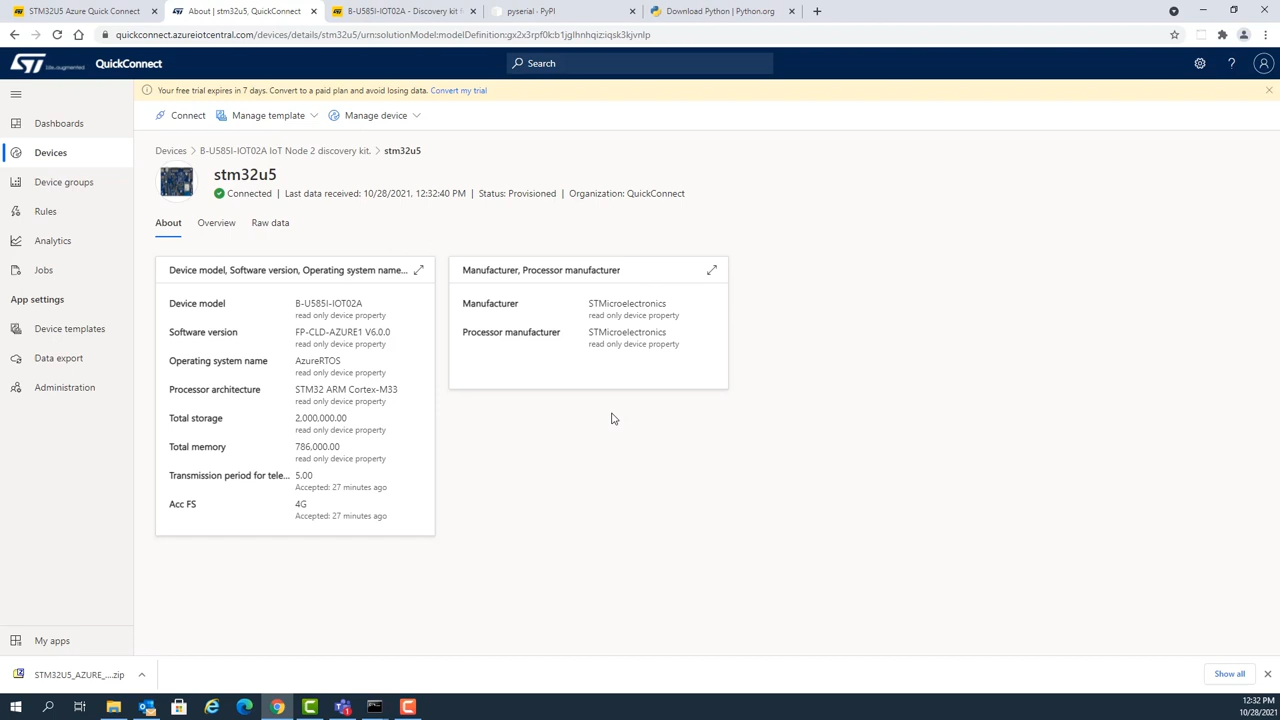 STM32U5 Azure Quick Connect
About | stm32u5, QuickConnect
B-U585I-IOT02A - Discovery kit
pyserial · PyPI
Download Python | Python.org
quickconnect.azureiotcentral.com/devices/details/stm32u5/urn:solutionModel:modelDefinition:gx2x3rpf0kcb1jglhnhqiz:iqsk3kjvnlp
ST life.augmented QuickConnect
Search
Your free trial expires in 7 days. Convert to a paid plan and avoid losing data. Convert my trial
Connect Manage template Manage device
Dashboards
Devices
Device groups
Rules
Analytics
Jobs
App settings
Device templates
Data export
Administration
My apps
Devices > B-U585I-IOT02A IoT Node 2 discovery kit. > stm32u5
stm32u5
Connected | Last data received: 10/28/2021, 12:32:40 PM | Status: Provisioned | Organization: QuickConnect
About Overview Raw data
Device model, Software version, Operating system name...
Device model B-U585I-IOT02A
read only device property
Software version FP-CLD-AZURE1 V6.0.0
read only device property
Operating system name AzureRTOS
read only device property
Processor architecture STM32 ARM Cortex-M33
read only device property
Total storage 2,000,000.00
read only device property
Total memory 786,000.00
read only device property
Transmission period for tele... 5.00
Accepted: 27 minutes ago
Acc FS 4G
Accepted: 27 minutes ago
Manufacturer, Processor manufacturer
Manufacturer STMicroelectronics
read only device property
Processor manufacturer STMicroelectronics
read only device property
STM32U5_AZURE_....zip
Show all
12:32 PM
10/28/2021